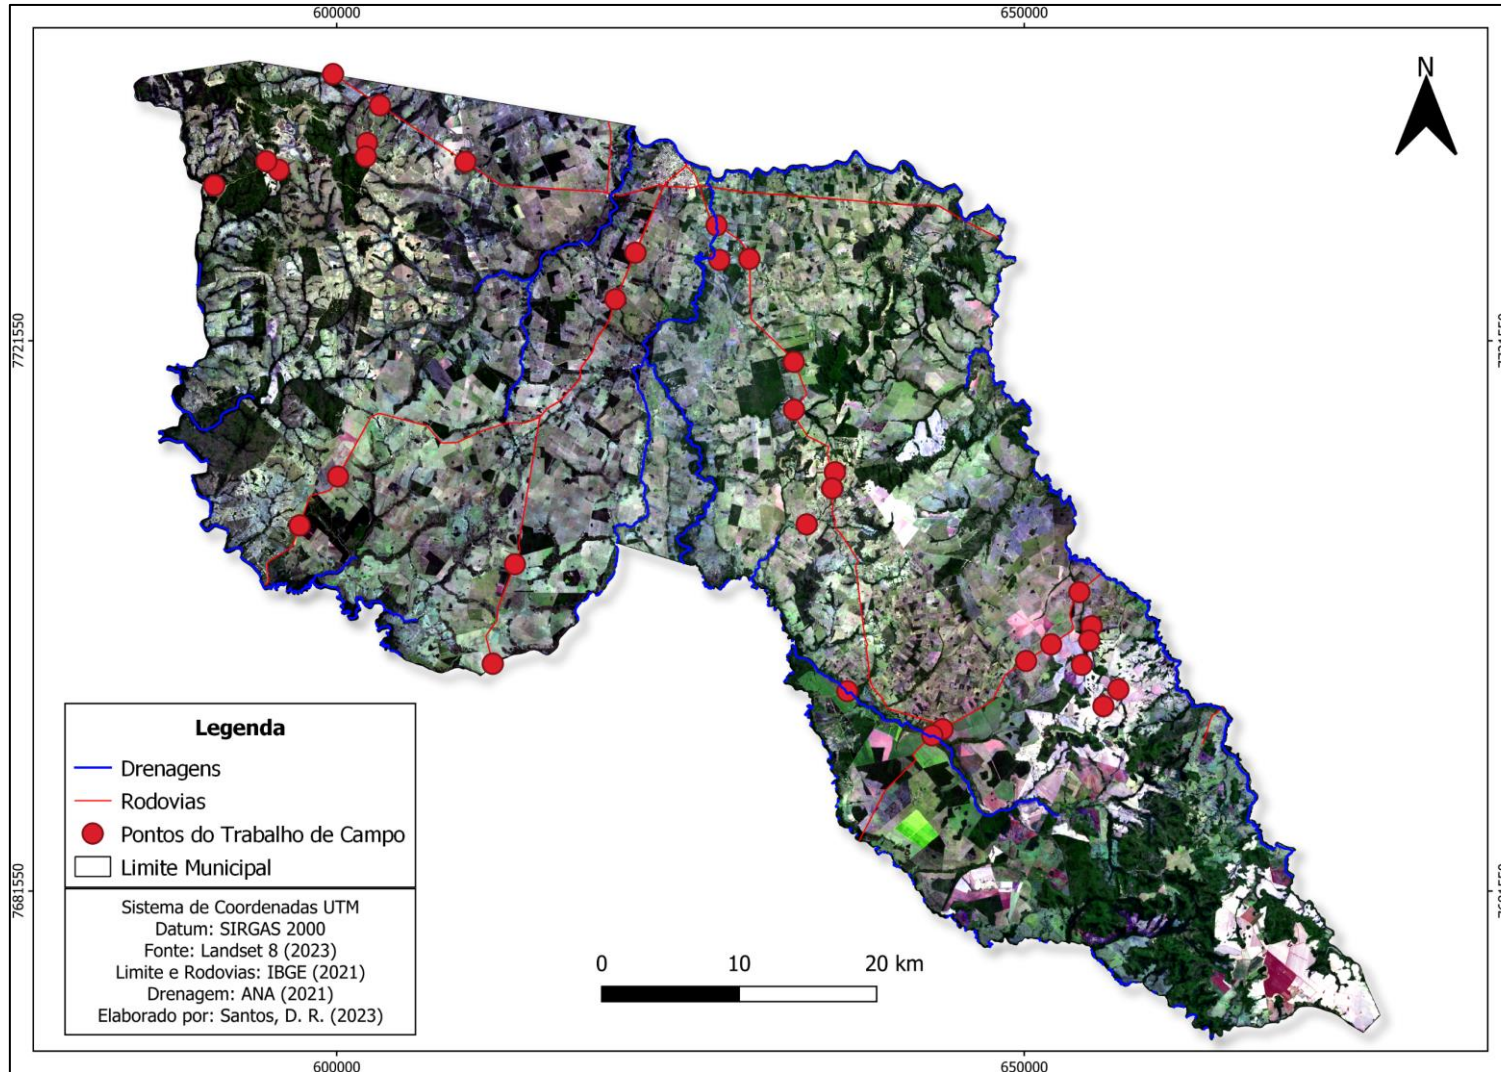 600000
650000
N
7721550
7721550
Legenda
Drenagens
Rodovias
Pontos do Trabalho de Campo
Limite Municipal
7681550
7681550
Sistema de Coordenadas UTM
Datum: SIRGAS 2000
Fonte: Landset 8 (2023)
Limite e Rodovias: IBGE (2021)
Drenagem: ANA (2021)
Elaborado por: Santos, D. R. (2023)
0 10 20 km
600000
650000